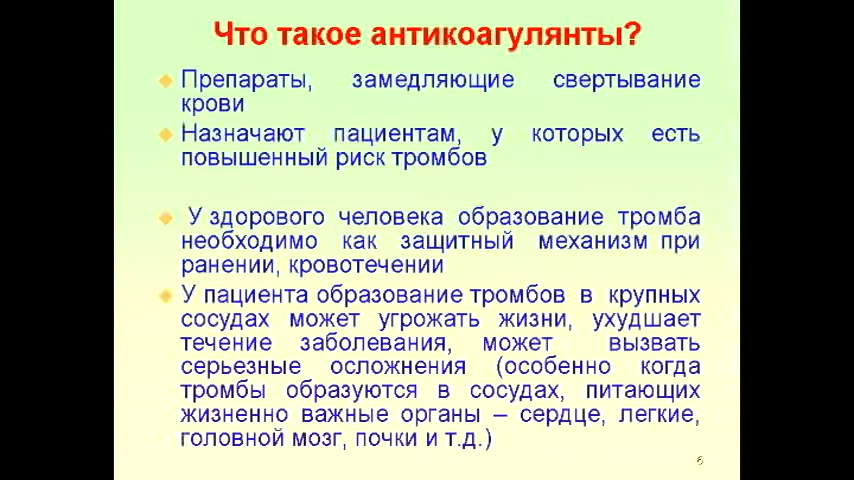 Что такое антикоагулянты?
Препараты, замедляющие свертывание
крови
Назначают пациентам, у которых есть
повышенный риск тромбов
У здорового человека образование тромба
необходимо как защитный механизм при
ранении, кровотечении
У пациента образование тромбов в крупных
сосудах может угрожать жизни, ухудшает
течение заболевания, может вызвать
серьезные осложнения (особенно когда
тромбы образуются в сосудах, питающих
жизненно важные органы – сердце, легкие,
головной мозг, почки и т.д.)
6